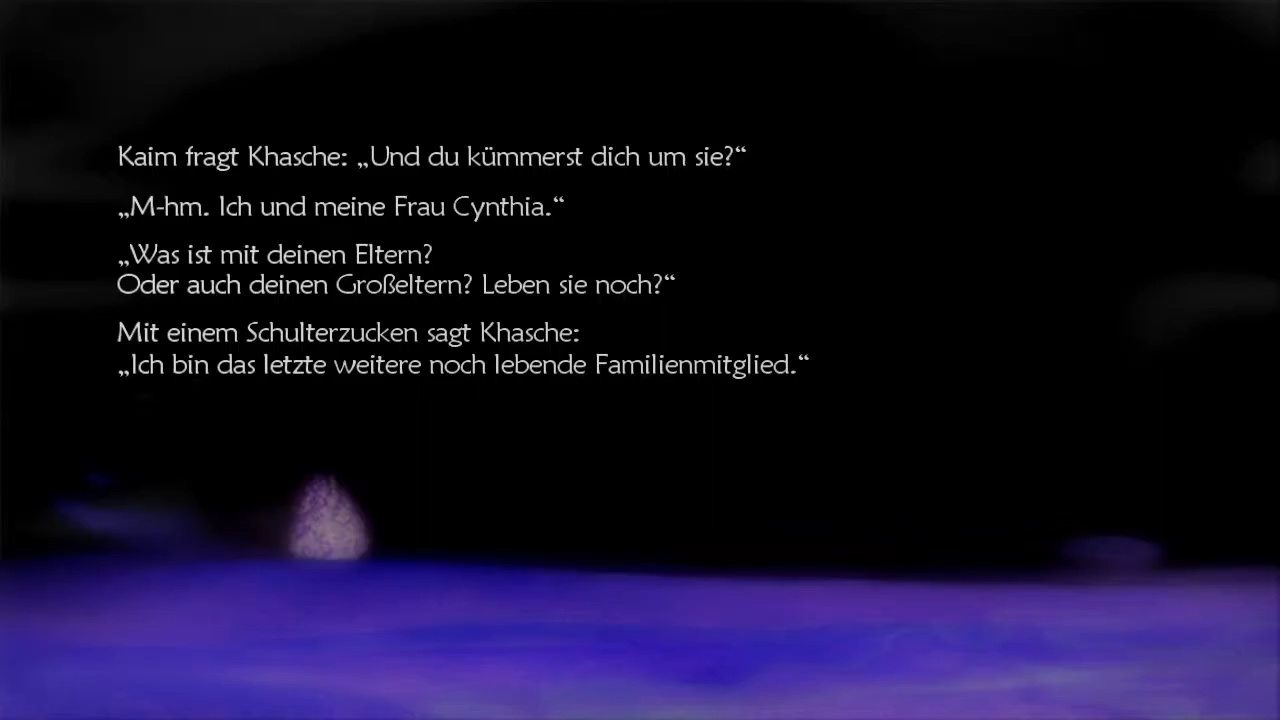 Kaim fragt Khasche: „Und du kümmerst dich um sie?“
„M-hm. Ich und meine Frau Cynthia.“
„Was ist mit deinen Eltern?
Oder auch deinen Großeltern? Leben sie noch?“
Mit einem Schulterzucken sagt Khasche:
„Ich bin das letzte weitere noch lebende Familienmitglied.“